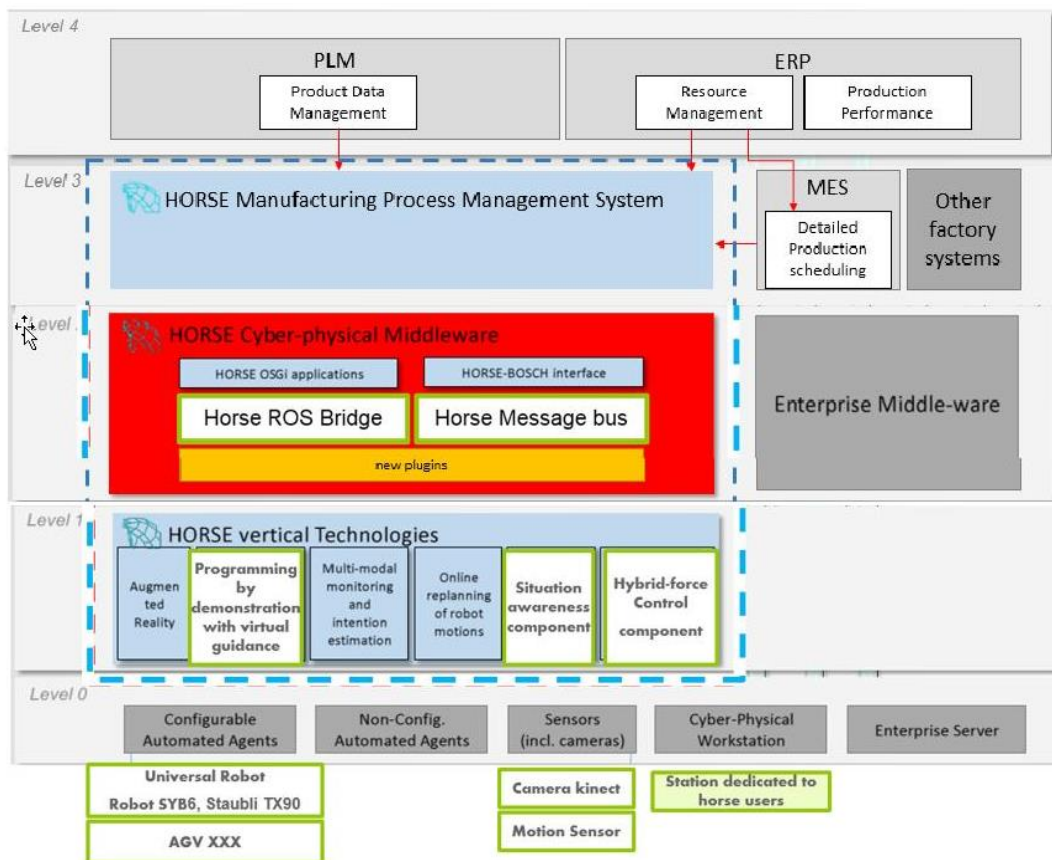 Level 4
PLM
Product Data
Management
ERP
Resource
Management
Production
Performance
Level 3
HORSE Manufacturing Process Management System
MES
Detailed
Production
scheduling
Other
factory
systems
Level
HORSE Cyber-physical Middleware
HORSE OSGi applications
HORSE-BOSCH interface
Horse ROS Bridge
Horse Message bus
new plugins
Enterprise Middle-ware
Level 1
HORSE vertical Technologies
Augmen
ted
Reality
Programming
by
demonstration
with virtual
guidance
Multi-modal
monitoring
and
intention
estimation
Online
replanning
of robot
motions
Situation
awareness
component
Hybrid-force
Control
component
Level 0
Configurable
Automated Agents
Non-Config.
Automated Agents
Sensors
(incl. cameras)
Cyber-Physical
Workstation
Enterprise Server
Universal Robot
Robot SYB6, Staubli TX90
AGV XXX
Camera kinect
Motion Sensor
Station dedicated to
horse users